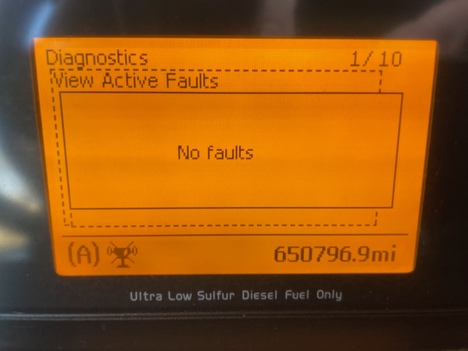 Diagnostics 1/10
View Active Faults
No faults
(A) 650796.9mi
Ultra Low Sulfur Diesel Fuel Only